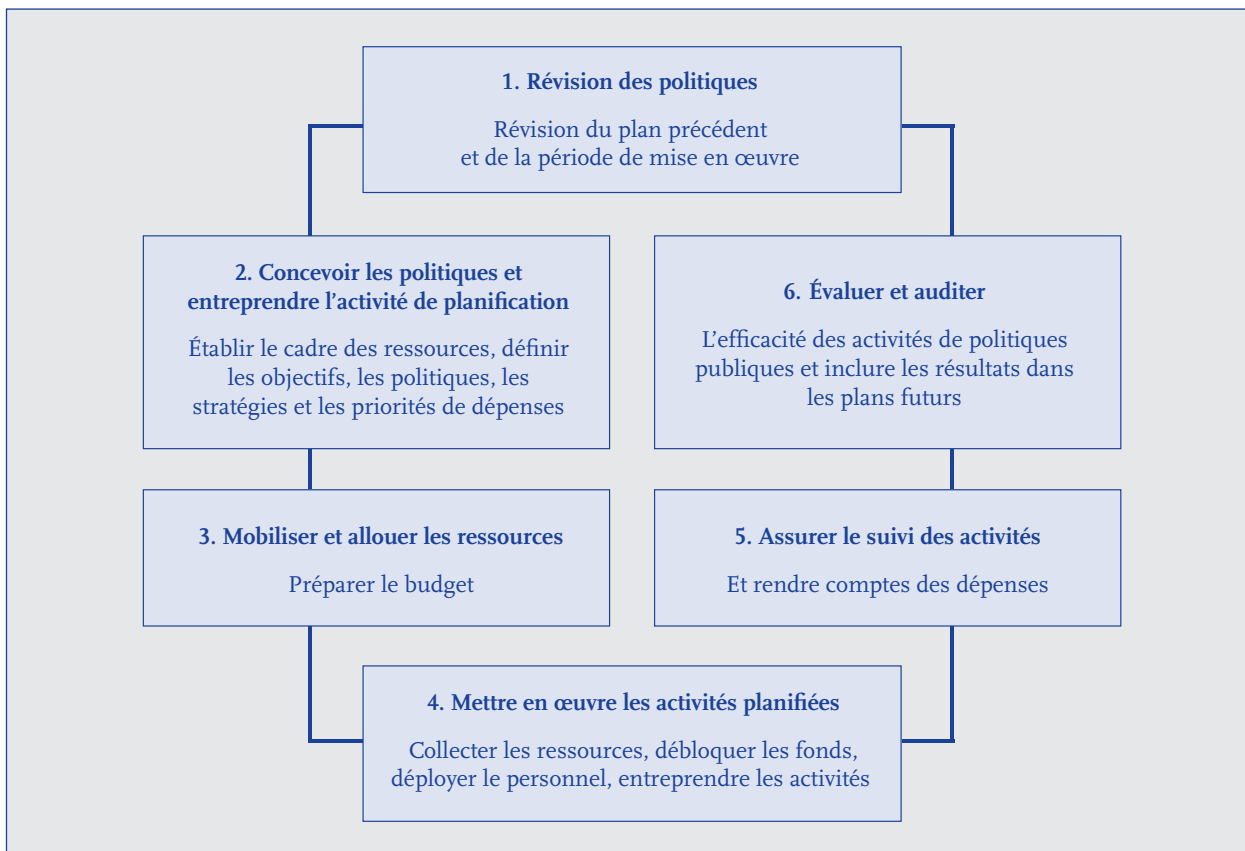 1. Révision des politiques
Révision du plan précédent
et de la période de mise en œuvre
2. Concevoir les politiques et
entreprendre l’activité de planification
Établir le cadre des ressources, définir
les objectifs, les politiques, les
stratégies et les priorités de dépenses
3. Mobiliser et allouer les ressources
Préparer le budget
4. Mettre en œuvre les activités planifiées
Collecter les ressources, débloquer les fonds,
déployer le personnel, entreprendre les activités
5. Assurer le suivi des activités
Et rendre comptes des dépenses
6. Évaluer et auditer
L’efficacité des activités de politiques
publiques et inclure les résultats dans
les plans futurs